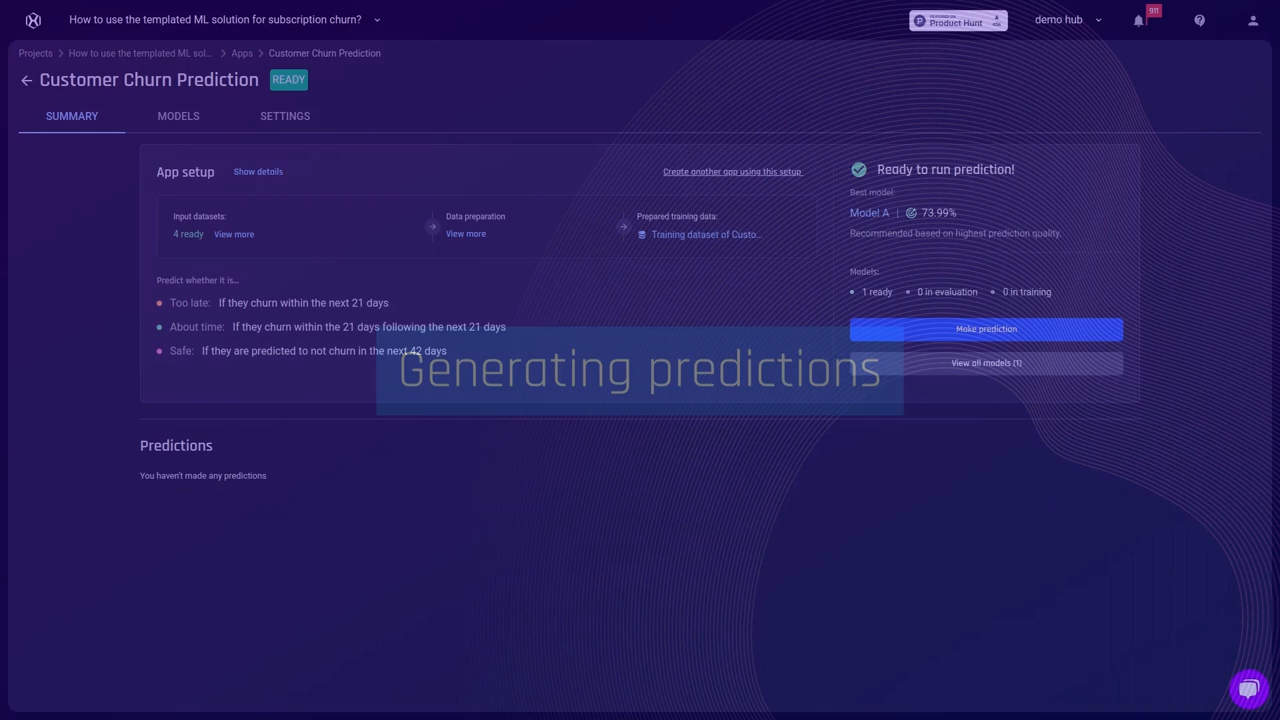 How to use the templated ML solution for subscription churn?
FEATURED ON
Product Hunt
demo hub
911
Projects > How to use the templated ML sol... > Apps > Customer Churn Prediction
Customer Churn Prediction READY
SUMMARY MODELS SETTINGS
App setup Show details Create another app using this setup
Input datasets:
4 ready View more
Data preparation
View more
Prepared training data:
Training dataset of Custo...
Predict whether it is...
Too late: If they churn within the next 21 days
About time: If they churn within the 21 days following the next 21 days
Safe: If they are predicted to not churn in the next 42 days
Ready to run prediction!
Best model:
Model A | 73.99%
Recommended based on highest prediction quality.
Models:
1 ready 0 in evaluation 0 in training
Make prediction
View all models (1)
Generating predictions
Predictions
You haven't made any predictions